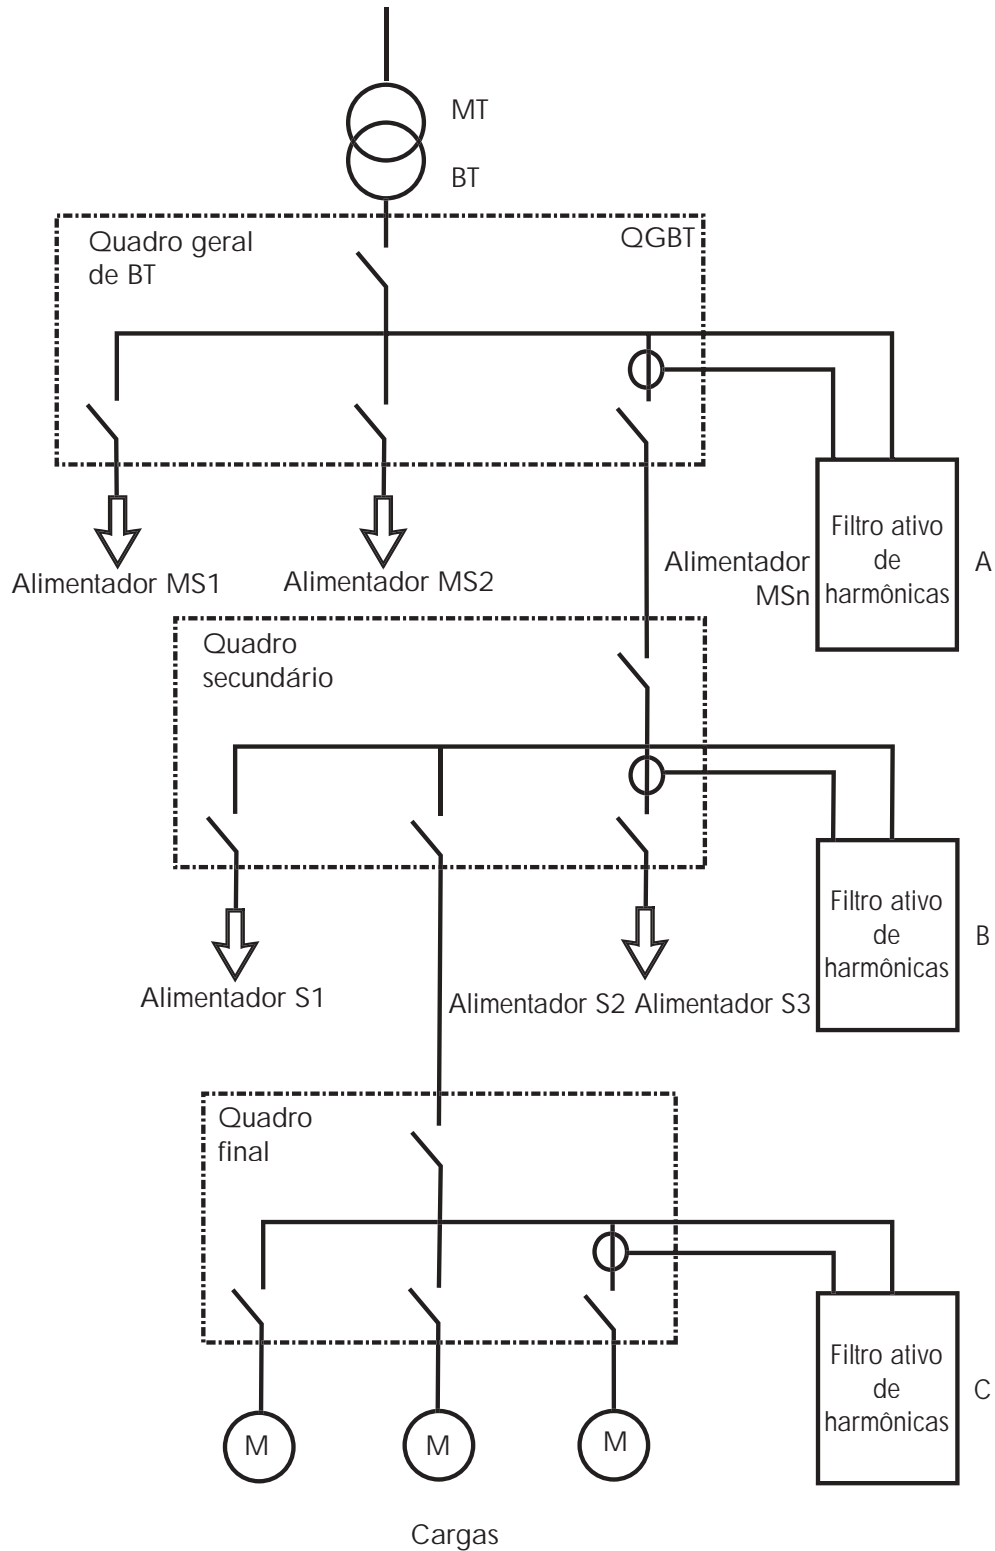 MT
BT
Quadro geral
de BT
QGBT
Alimentador MS1
Alimentador MS2
Alimentador
MSn
Filtro ativo
de
harmônicas
A
Quadro
secundário
Alimentador S1
Alimentador S2
Alimentador S3
Filtro ativo
de
harmônicas
B
Quadro
final
M
M
M
Filtro ativo
de
harmônicas
C
Cargas